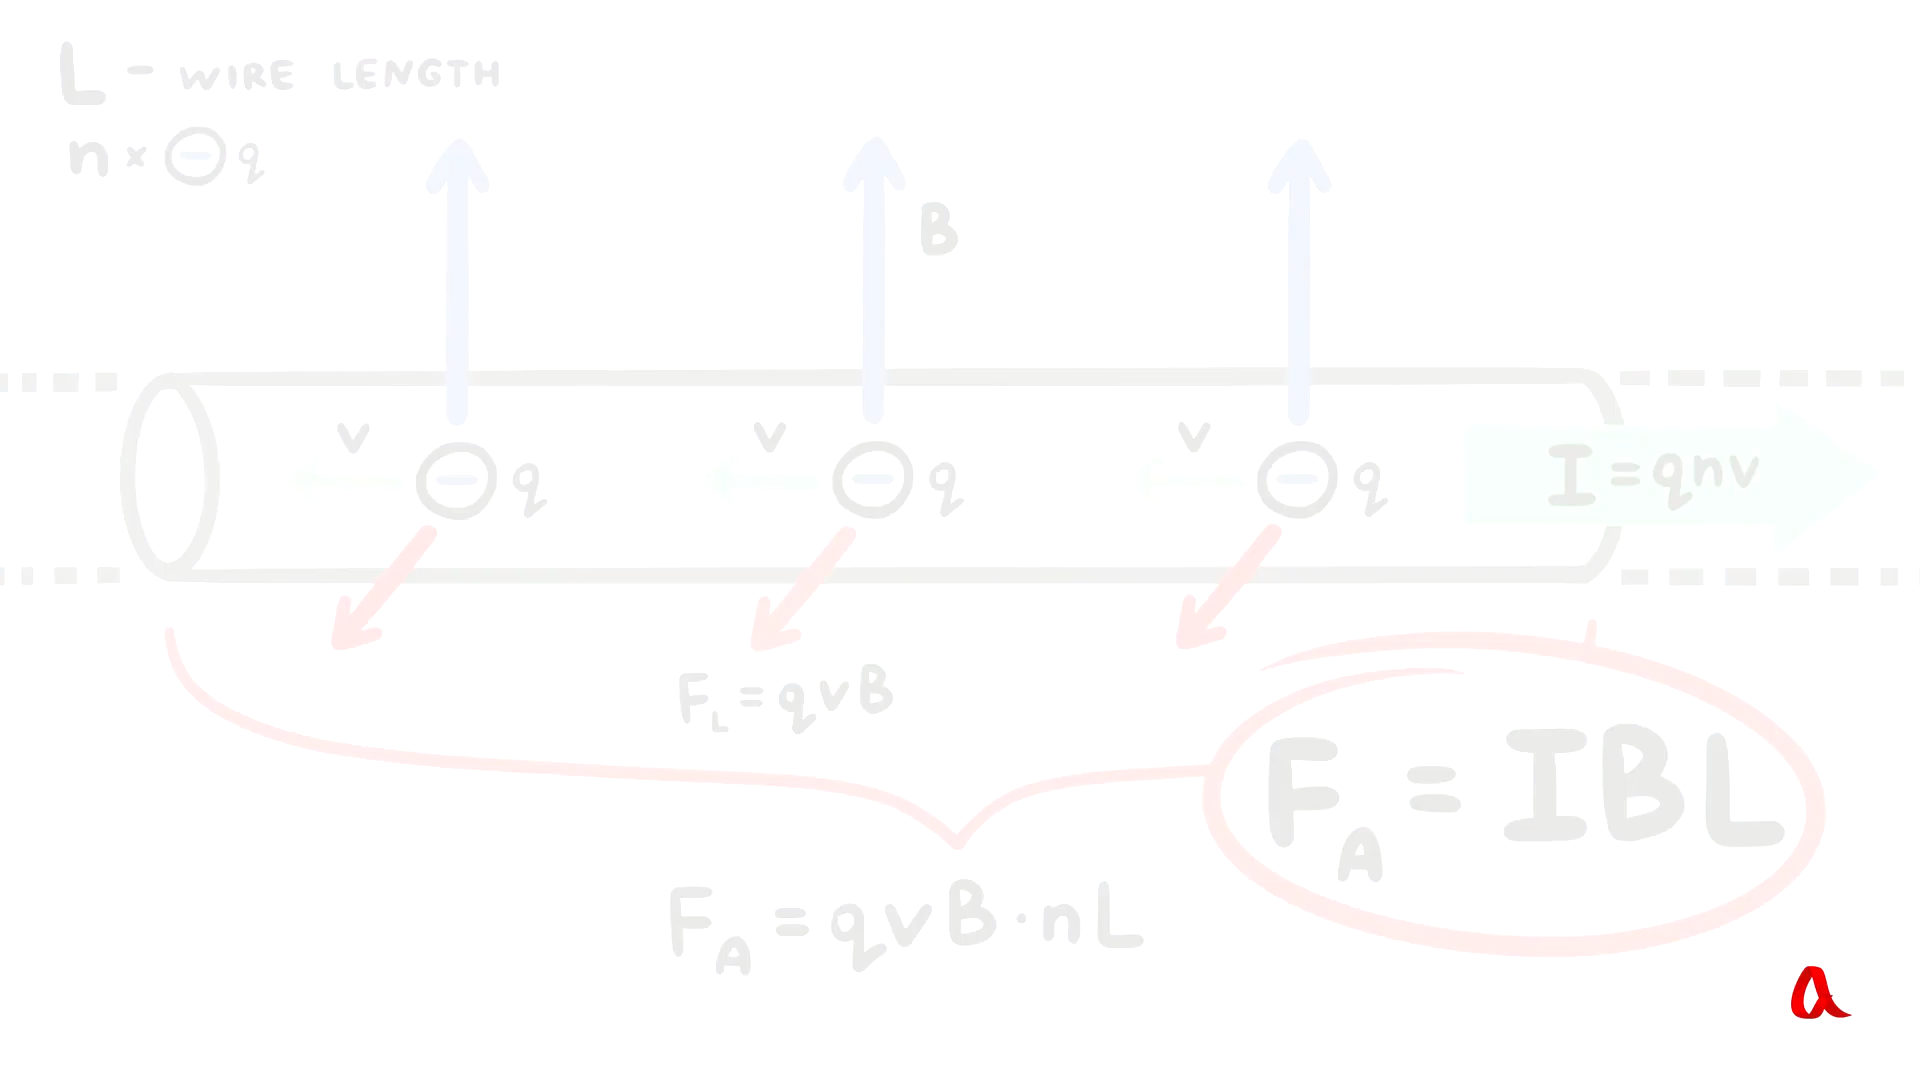 L - WIRE LENGTH
n × ⊖ q
B
v
v
v
⊖ q
⊖ q
⊖ q
I = qnv
F_L = qvB
F_A = IBL
F_A = qvB · nL
a